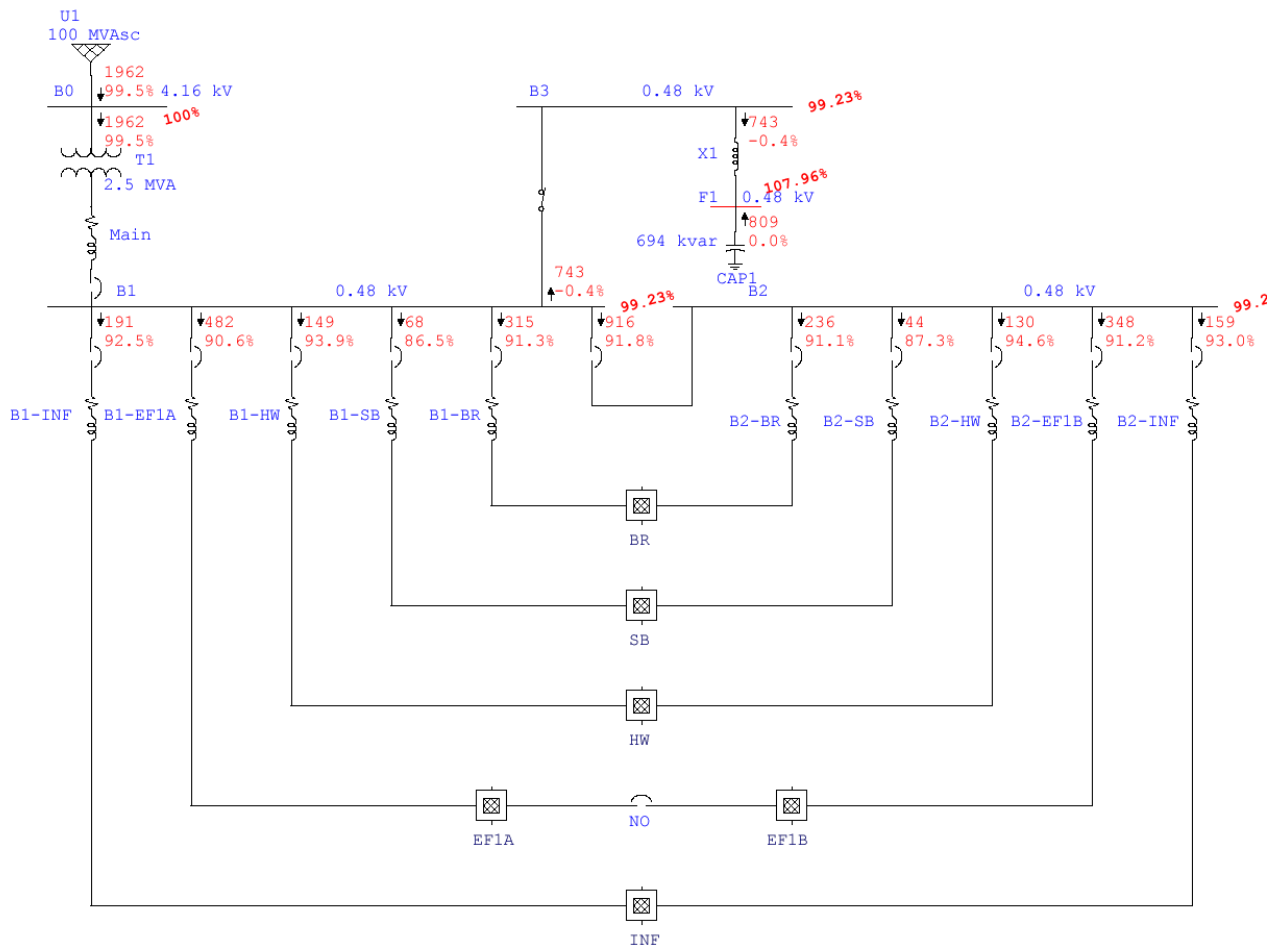 U1
100 MVAsc
1962
99.5%
B0
4.16 kV
100%
1962
99.5%
T1
2.5 MVA
Main
B3
0.48 kV
99.23%
743
-0.4%
X1
107.96%
F1
0.48 kV
809
0.0%
694 kvar
CAP1
743
-0.4%
B1
0.48 kV
99.23%
B2
0.48 kV
99.2
191
92.5%
482
90.6%
149
93.9%
68
86.5%
315
91.3%
916
91.8%
236
91.1%
44
87.3%
130
94.6%
348
91.2%
159
93.0%
B1-INF
B1-EF1A
B1-HW
B1-SB
B1-BR
B2-BR
B2-SB
B2-HW
B2-EF1B
B2-INF
BR
SB
HW
NO
EF1A
EF1B
INF